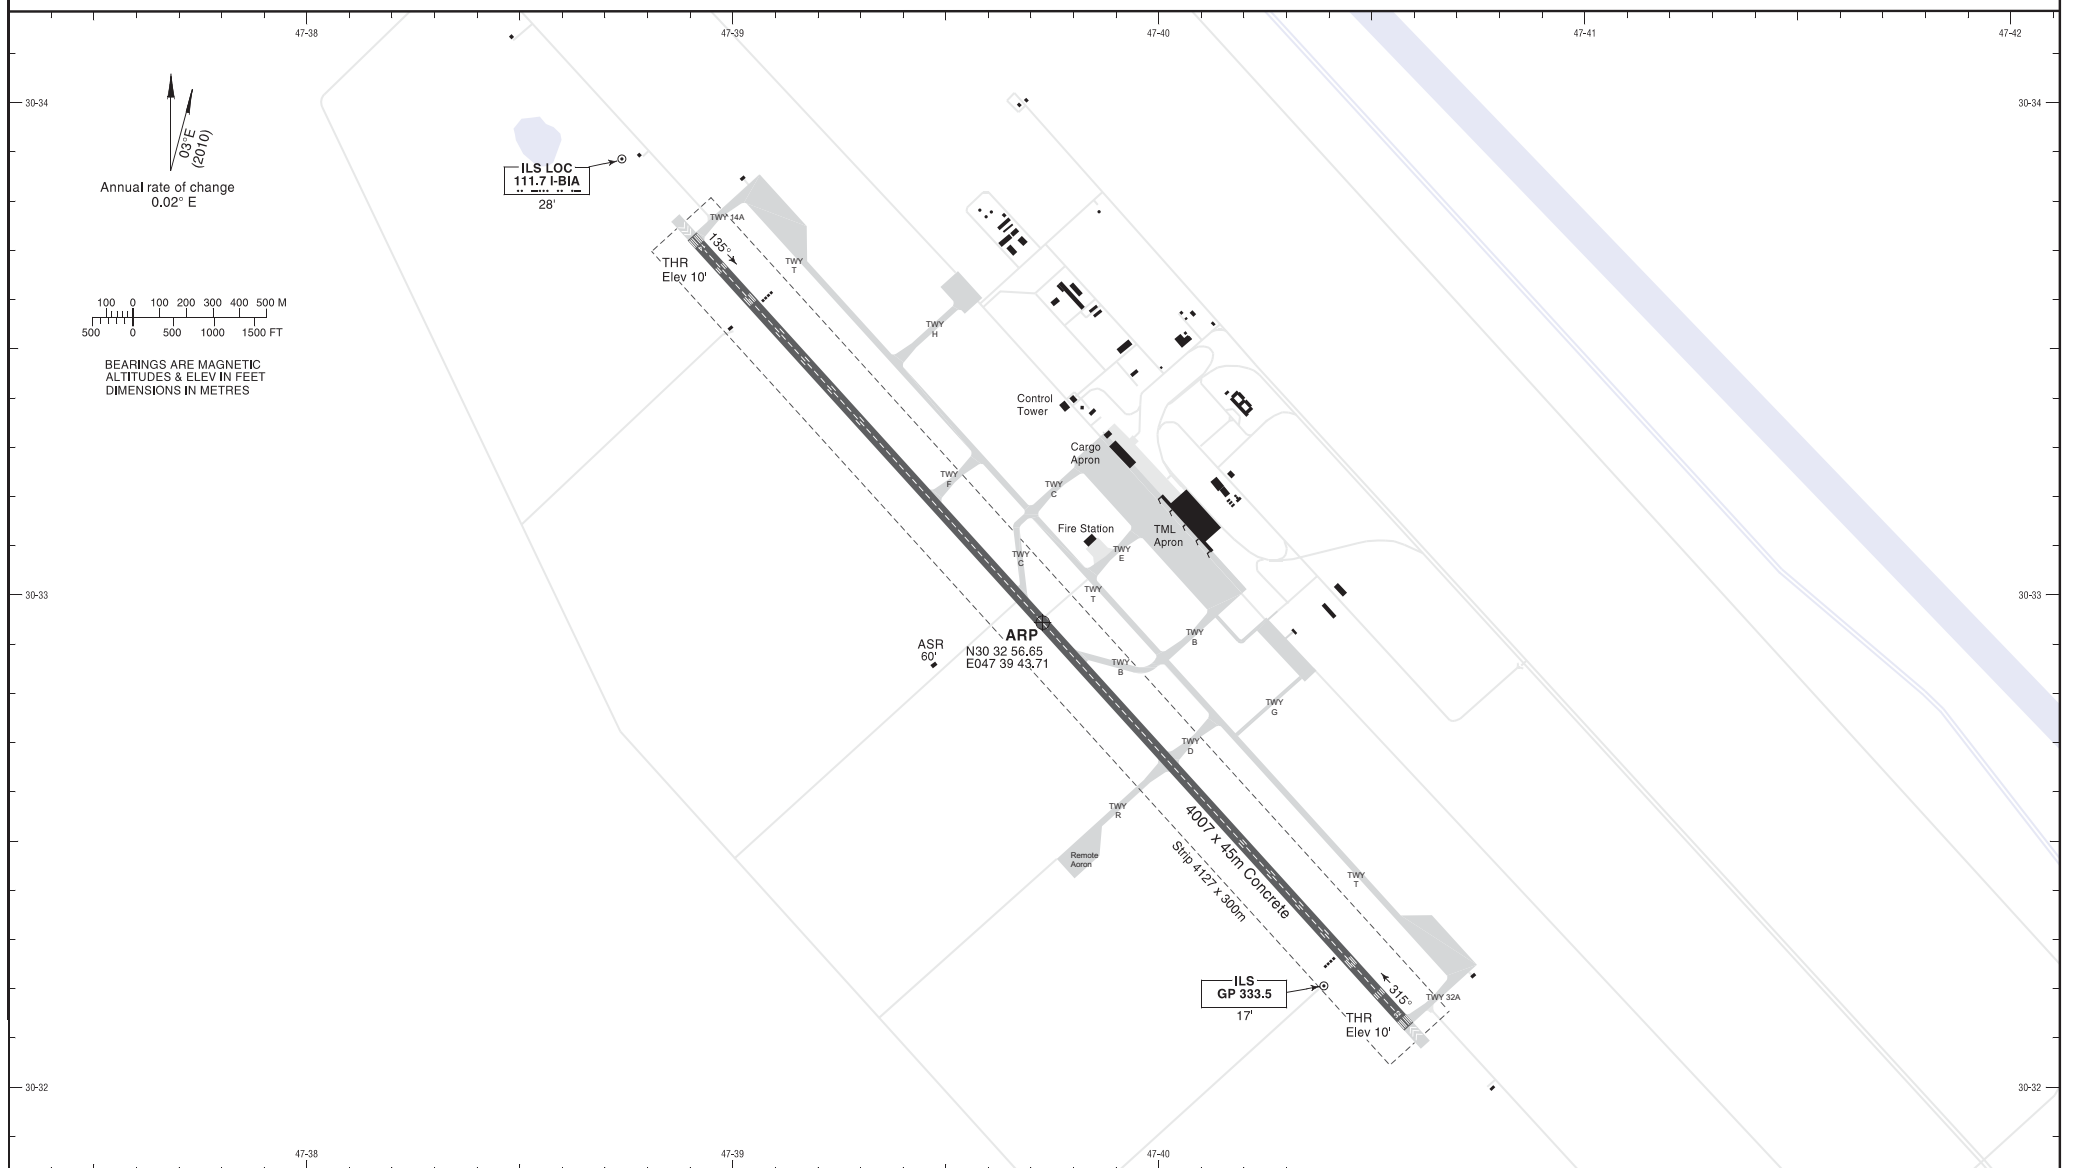 47-38
47-39
47-40
47-41
47-42
30-34
30-34
03°E
(2010)
Annual rate of change
0.02° E
ILS LOC
111.7 I-BIA
28'
TWY 14A
135°
THR
Elev 10'
TWY
T
100 0 100 200 300 400 500 M
500 0 500 1000 1500 FT
TWY
H
BEARINGS ARE MAGNETIC
ALTITUDES & ELEV IN FEET
DIMENSIONS IN METRES
Control
Tower
Cargo
Apron
TWY
F
TWY
C
Fire Station
TML
Apron
TWY
E
TWY
C
TWY
T
30-33
30-33
ARP
N30 32 56.65
E047 39 43.71
ASR
60'
TWY
B
TWY
B
TWY
G
TWY
D
TWY
R
4007 x 45m Concrete
Strip 4127 x 300m
Remote
Apron
TWY
T
ILS
GP 333.5
17'
315°
TWY 32A
THR
Elev 10'
30-32
30-32
47-38
47-39
47-40